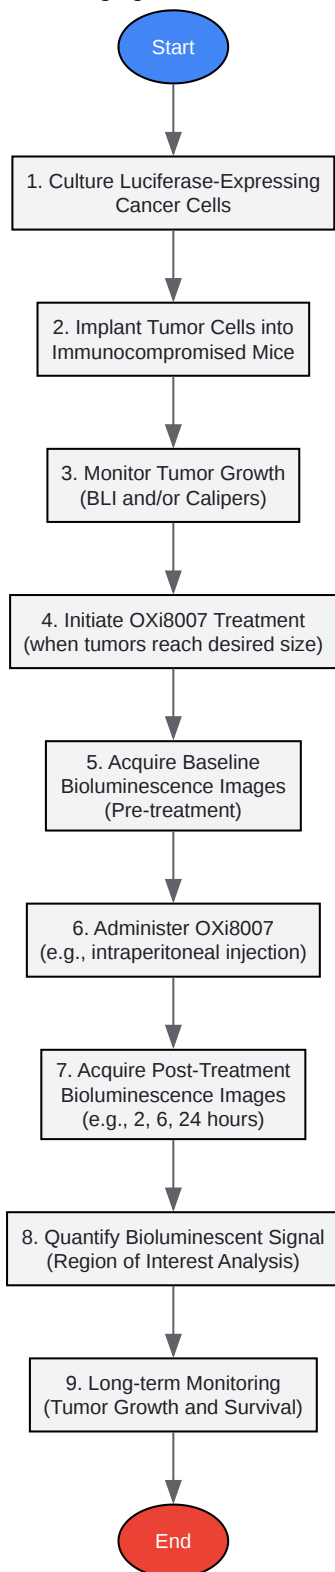 Start
1. Culture Luciferase-Expressing
Cancer Cells
2. Implant Tumor Cells into
Immunocompromised Mice
3. Monitor Tumor Growth
(BLI and/or Calipers)
4. Initiate OXi8007 Treatment
(when tumors reach desired size)
5. Acquire Baseline
Bioluminescence Images
(Pre-treatment)
6. Administer OXi8007
(e.g., intraperitoneal injection)
7. Acquire Post-Treatment
Bioluminescence Images
(e.g., 2, 6, 24 hours)
8. Quantify Bioluminescent Signal
(Region of Interest Analysis)
9. Long-term Monitoring
(Tumor Growth and Survival)
End